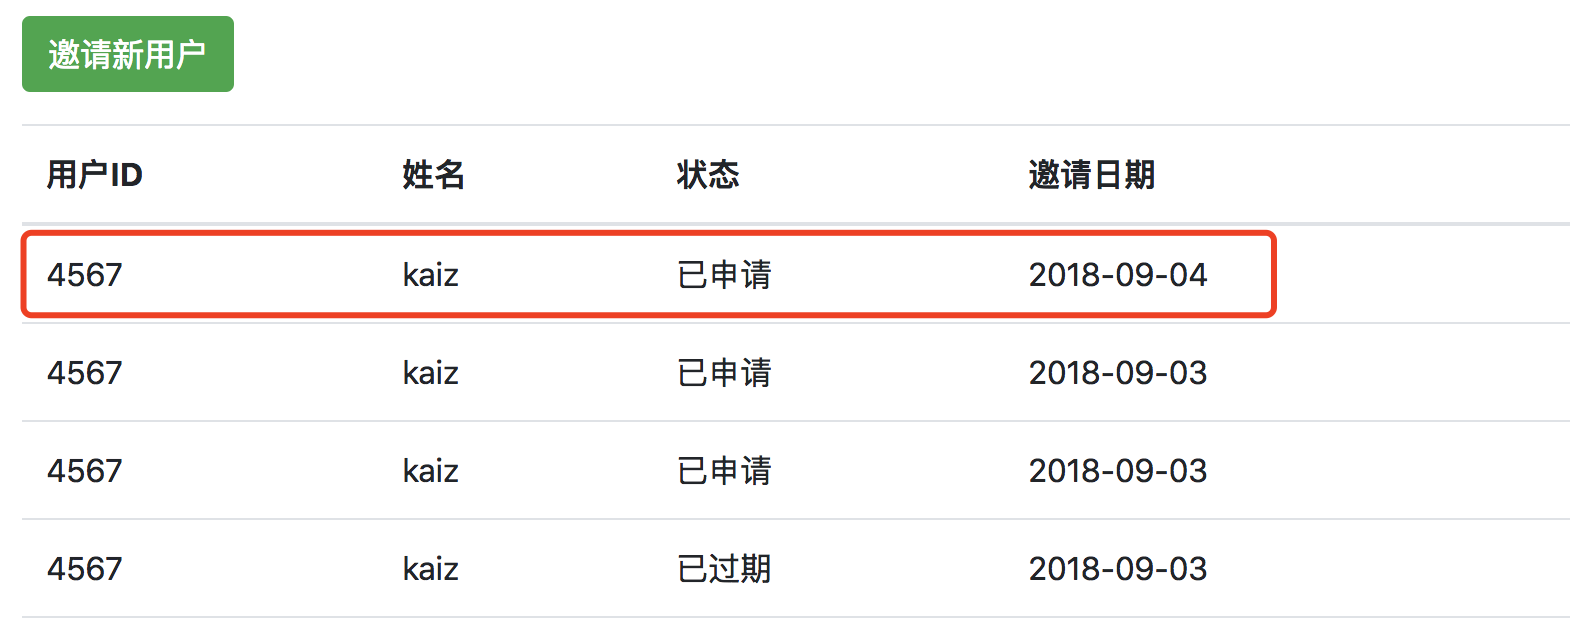 邀请新用户
用户ID 姓名 状态 邀请日期
4567 kaiz 已申请 2018-09-04
4567 kaiz 已申请 2018-09-03
4567 kaiz 已申请 2018-09-03
4567 kaiz 已过期 2018-09-03